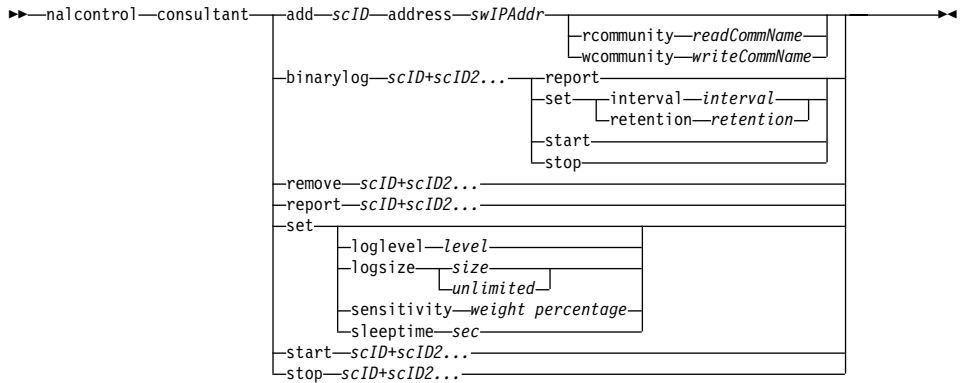 nalcontrol consultant add scID address swIPAddr
rcommunity readCommName
wcommunity writeCommName
binarylog scID+scID2... report
set interval interval
retention retention
start
stop
remove scID+scID2...
report scID+scID2...
set
loglevel level
logsize size
unlimited
sensitivity weight percentage
sleeptime sec
start scID+scID2...
stop scID+scID2...